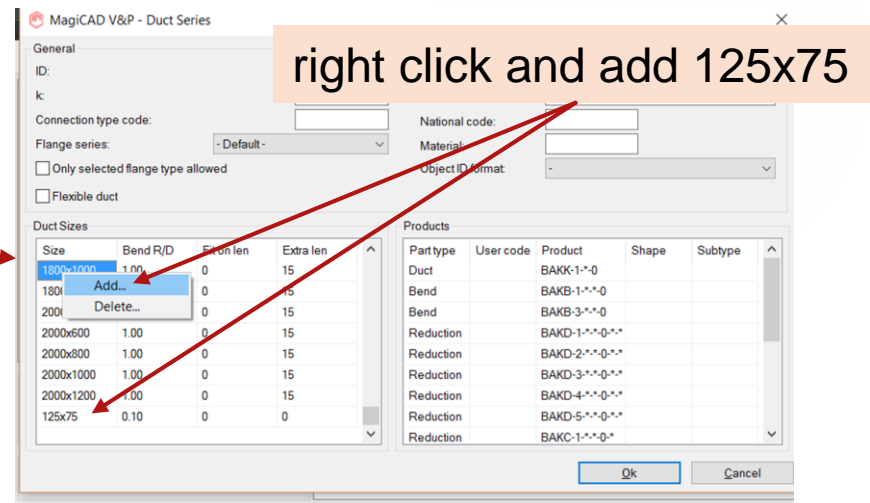 MagiCAD V&P - Duct Series
right click and add 125x75
General
ID:
k:
Connection type code:
National code:
Flange series: - Default - Material:
Only selected flange type allowed Object ID format: -
Flexible duct
Duct Sizes Products
Size Bend R/D Fit on len Extra len Part type User code Product Shape Subtype
1800x1000 1.00 0 15 Duct BAKK-1-*-0
Add... 0 15 Bend BAKB-1-*-*-0
Delete... 0 15 Bend BAKB-3-*-*-0
2000x600 1.00 0 15 Reduction BAKD-1-*-*-0-*-*
2000x800 1.00 0 15 Reduction BAKD-2-*-*-0-*-*
2000x1000 1.00 0 15 Reduction BAKD-3-*-*-0-*-*
2000x1200 1.00 0 15 Reduction BAKD-4-*-*-0-*-*
125x75 0.10 0 0 Reduction BAKD-5-*-*-0-*-*
Reduction BAKC-1-*-*-0-*
Ok Cancel